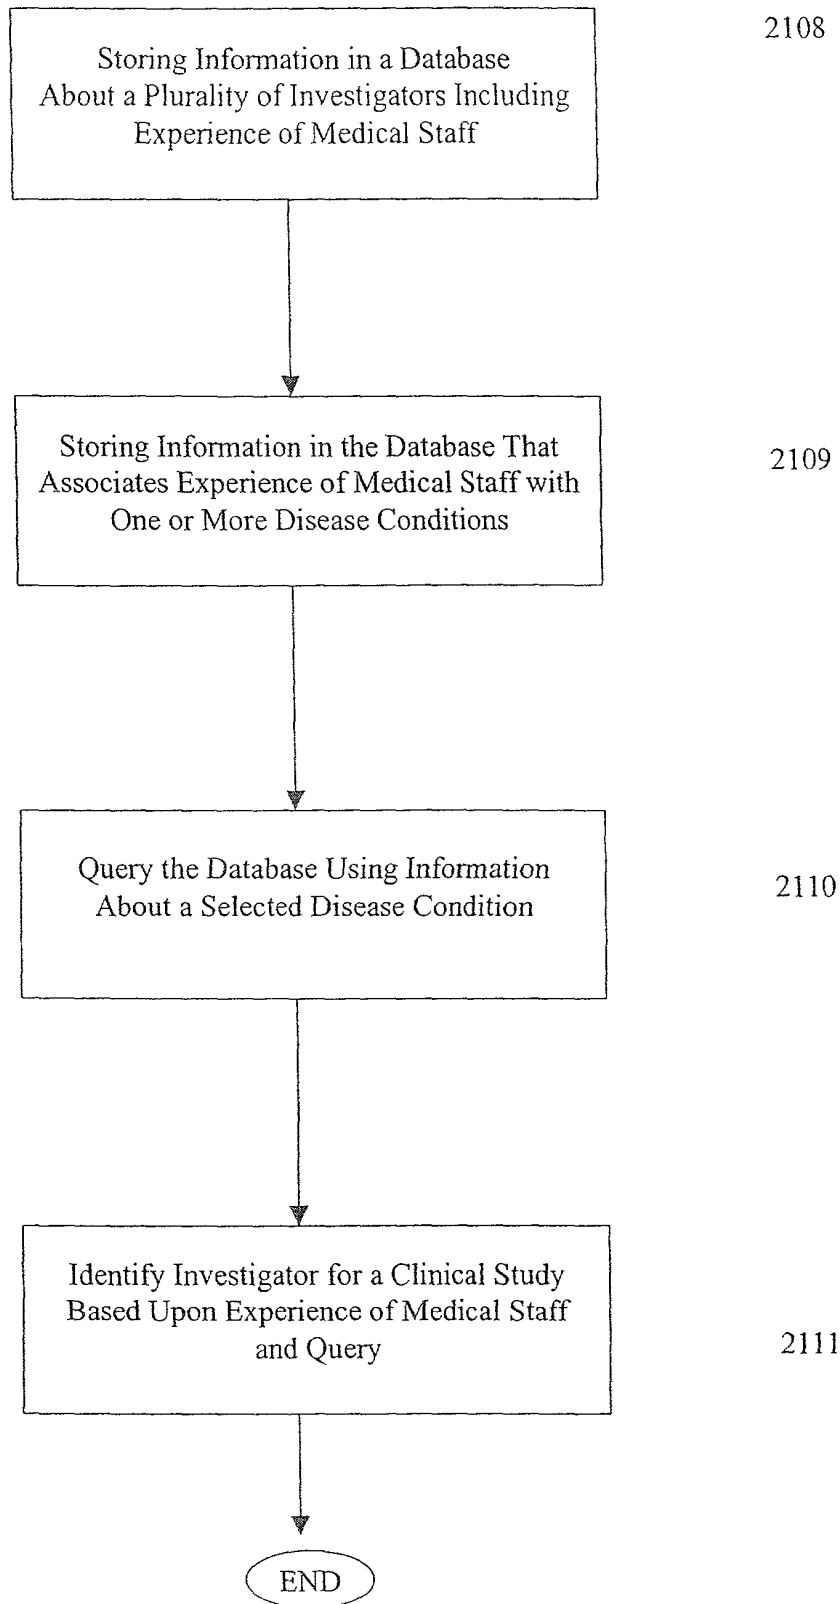 2108
Storing Information in a Database
About a Plurality of Investigators Including
Experience of Medical Staff
Storing Information in the Database That
Associates Experience of Medical Staff with
One or More Disease Conditions
2109
Query the Database Using Information
About a Selected Disease Condition
2110
Identify Investigator for a Clinical Study
Based Upon Experience of Medical Staff
and Query
2111
END